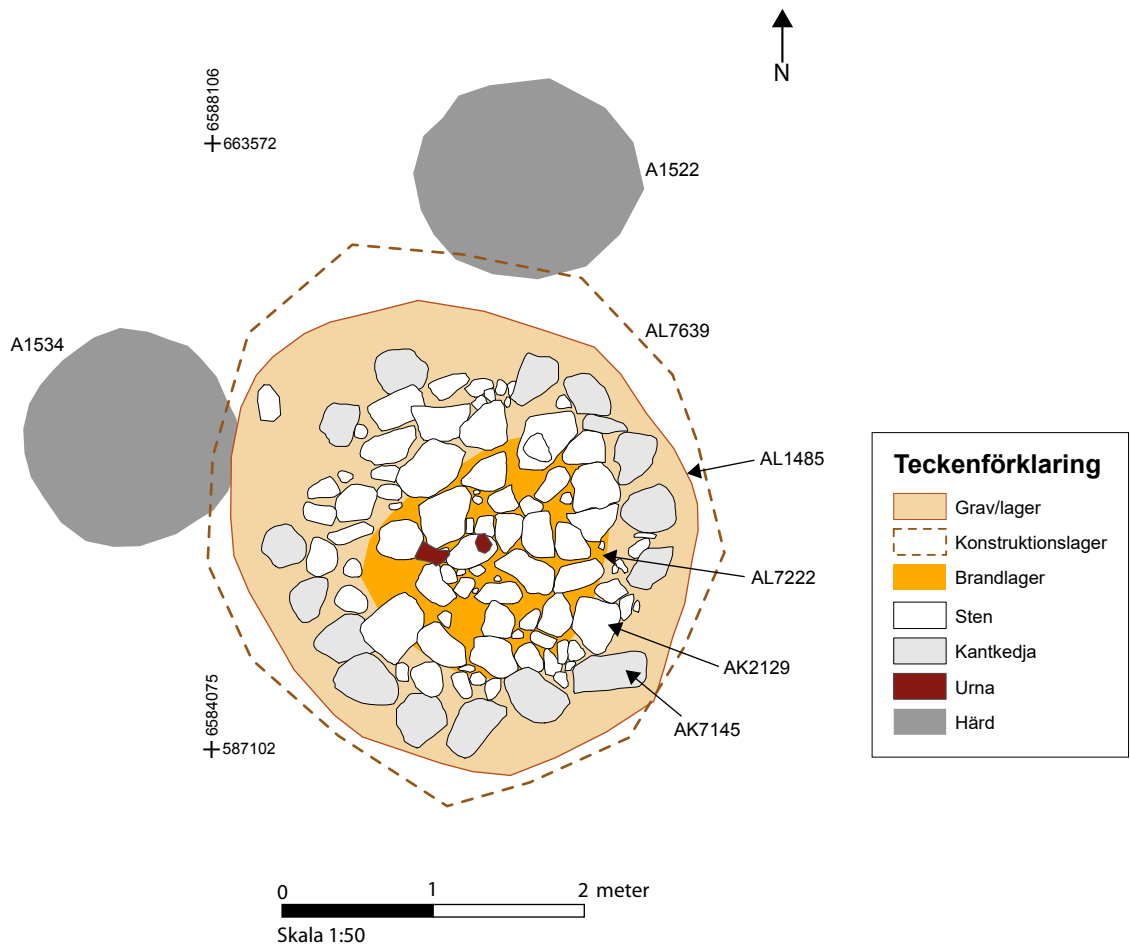 N
6588106
663572
A1522
AL7639
A1534
AL1485
AL7222
AK2129
AK7145
6584075
587102
Teckenförklaring
Grav/lager
Konstruktionslager
Brandlager
Sten
Kantkedja
Urna
Härd
0 1 2 meter
Skala 1:50